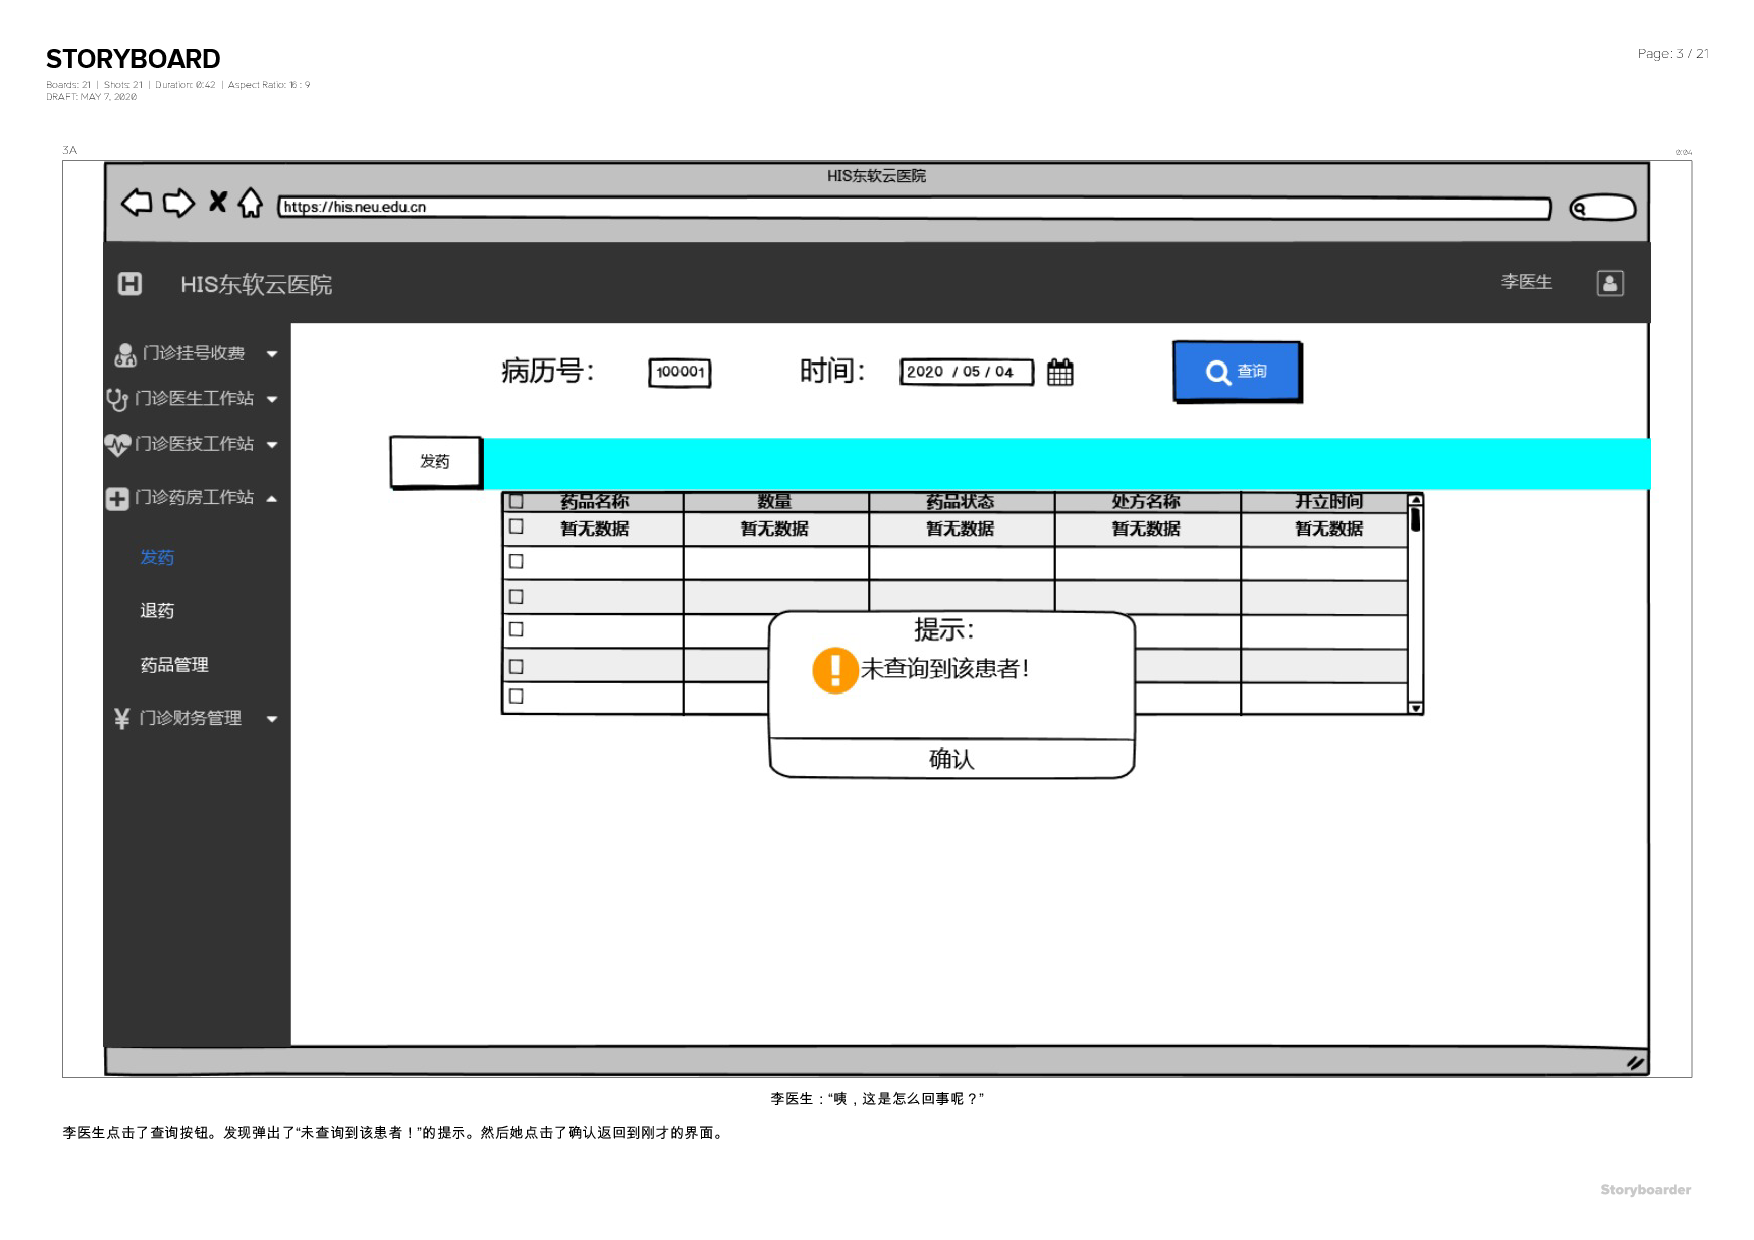 STORYBOARD
Page: 3 / 21
Boards: 21 | Shots: 21 | Duration: 0:42 | Aspect Ratio: 16 : 9
DRAFT: MAY 7, 2020
3A
0:04
HIS东软云医院
https://his.neu.edu.cn
HIS东软云医院
李医生
门诊挂号收费
门诊医生工作站
门诊医技工作站
门诊药房工作站
发药
退药
药品管理
¥ 门诊财务管理
病历号: 100001 时间: 2020 / 05 / 04 查询
发药
药品名称 数量 药品状态 处方名称 开立时间
暂无数据 暂无数据 暂无数据 暂无数据 暂无数据
提示:
未查询到该患者!
确认
李医生：“咦，这是怎么回事呢？”
李医生点击了查询按钮。发现弹出了“未查询到该患者！”的提示。然后她点击了确认返回到刚才的界面。
Storyboarder